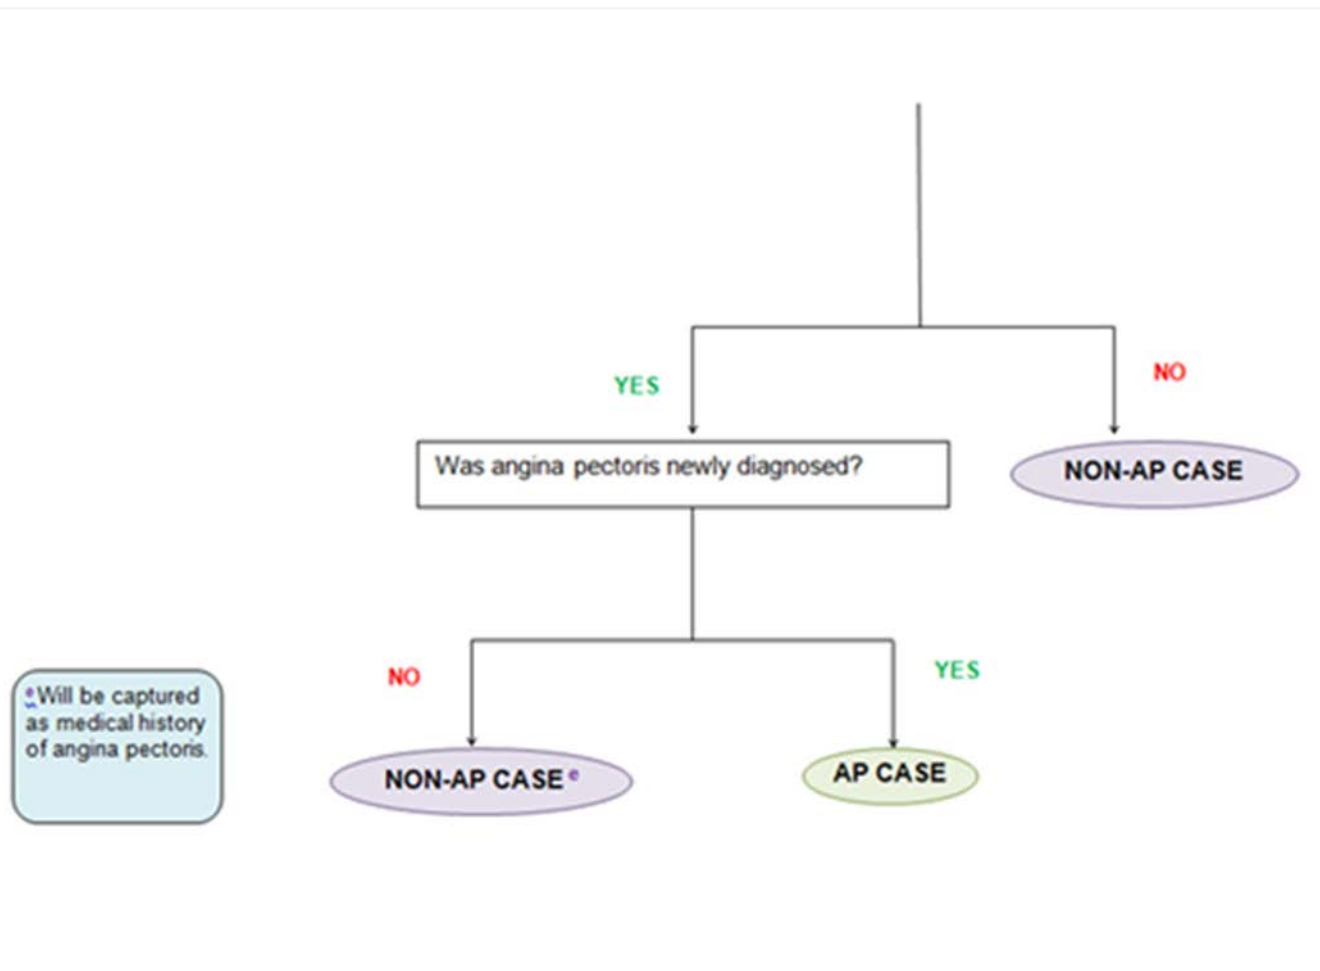 YES
NO
Was angina pectoris newly diagnosed?
NON-AP CASE
NO
YES
eWill be captured
as medical history
of angina pectoris.
NON-AP CASE e
AP CASE